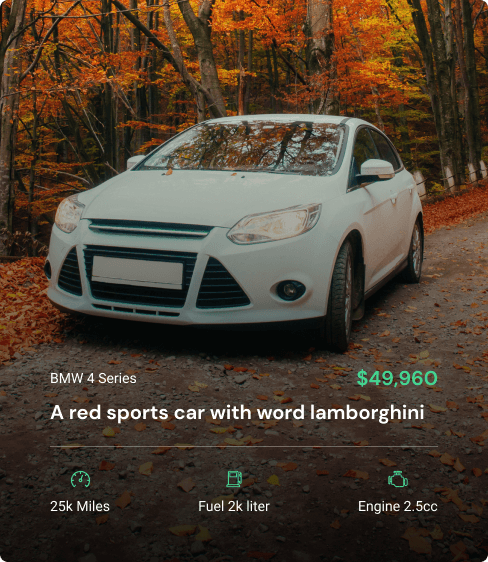 BMW 4 Series
$49,960
A red sports car with word lamborghini
25k Miles
Fuel 2k liter
Engine 2.5cc